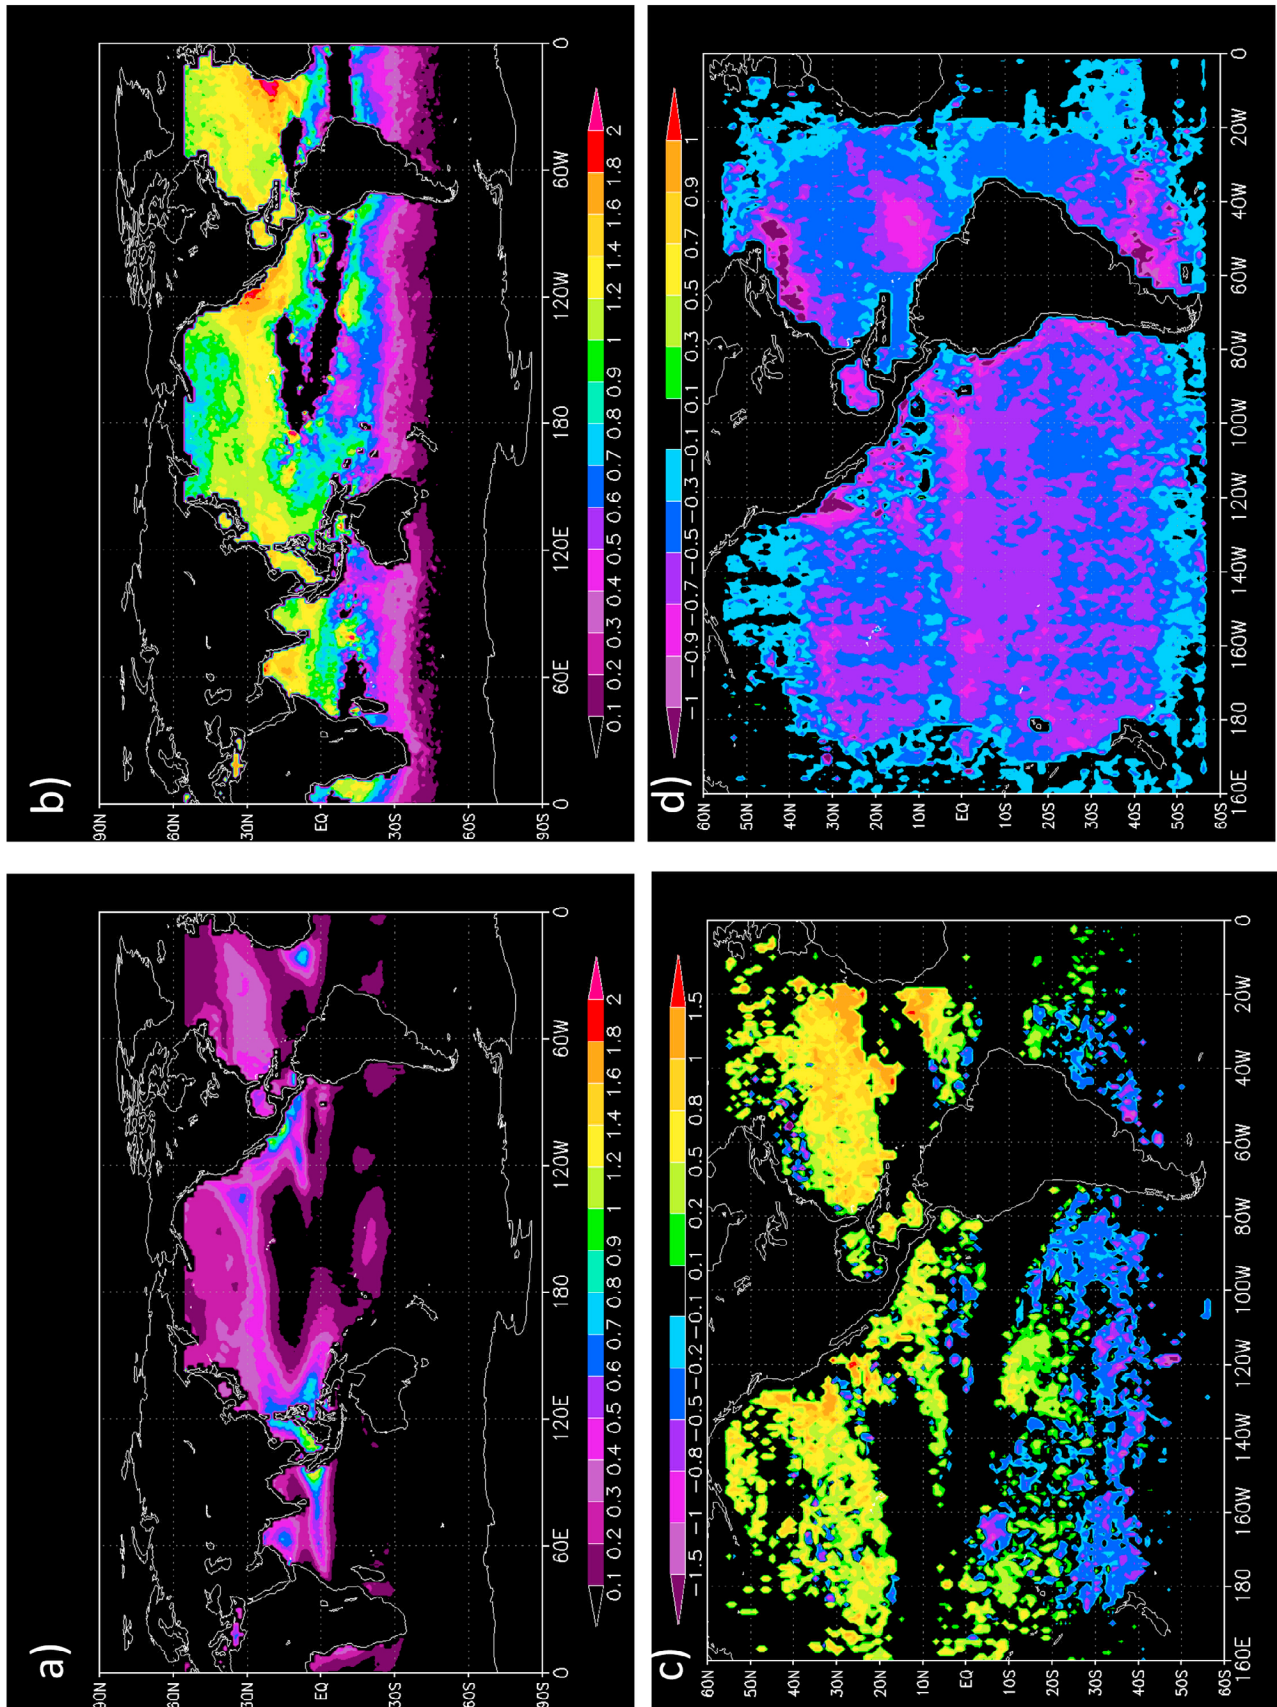 a)
90N
60N
30N
EQ
30S
60S
90S
0 60E 120E 180 120W 60W 0
0.1 0.2 0.3 0.4 0.5 0.6 0.7 0.8 0.9 1 1.2 1.4 1.6 1.8 2
b)
90N
60N
30N
EQ
30S
60S
90S
0 60E 120E 180 120W 60W 0
0.1 0.2 0.3 0.4 0.5 0.6 0.7 0.8 0.9 1 1.2 1.4 1.6 1.8 2
c)
-1.5 -1 -0.8 -0.5 -0.2 -0.1 0.1 0.2 0.5 0.8 1 1.5
60N
50N
40N
30N
20N
10N
EQ
10S
20S
30S
40S
50S
60S
160E 180 160W 140W 120W 100W 80W 60W 40W 20W 0
d)
-1 -0.9 -0.7 -0.5 -0.3 -0.1 0.1 0.3 0.5 0.7 0.9 1
60N
50N
40N
30N
20N
10N
EQ
10S
20S
30S
40S
50S
60S
160E 180 160W 140W 120W 100W 80W 60W 40W 20W 0